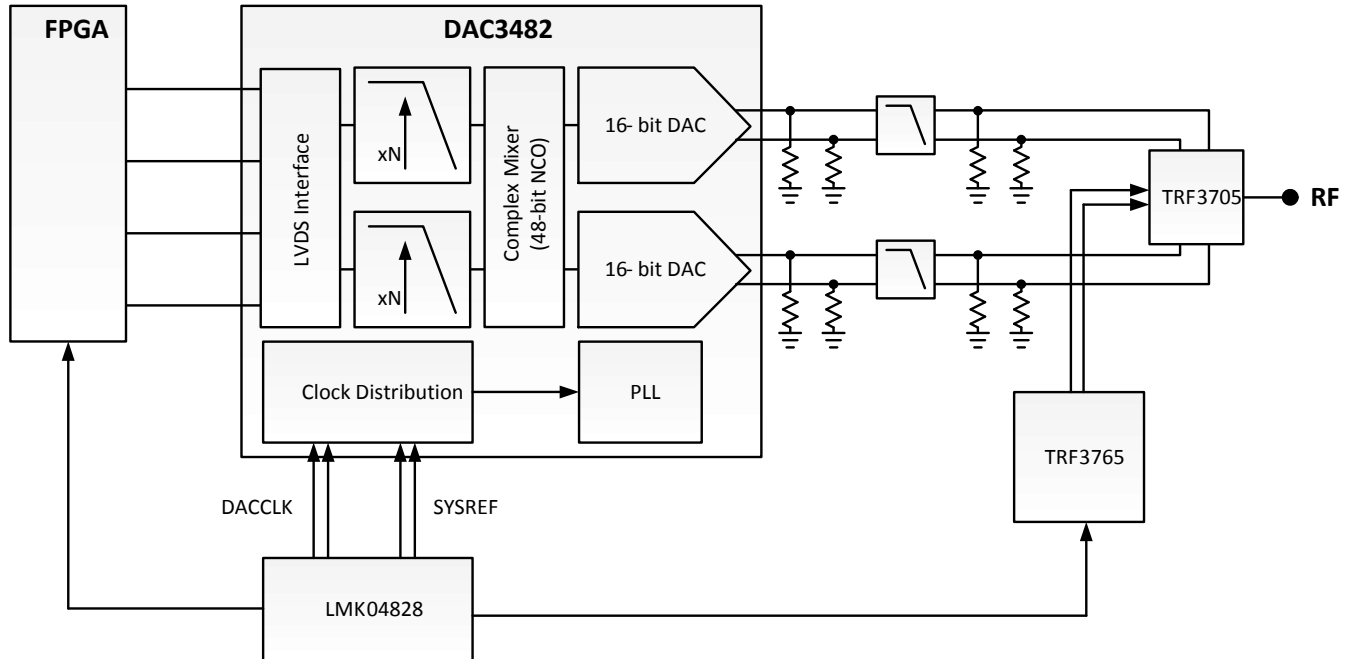 FPGA
DAC3482
LVDS Interface
xN
xN
Complex Mixer
(48-bit NCO)
16- bit DAC
16- bit DAC
TRF3705
RF
Clock Distribution
PLL
TRF3765
DACCLK
SYSREF
LMK04828